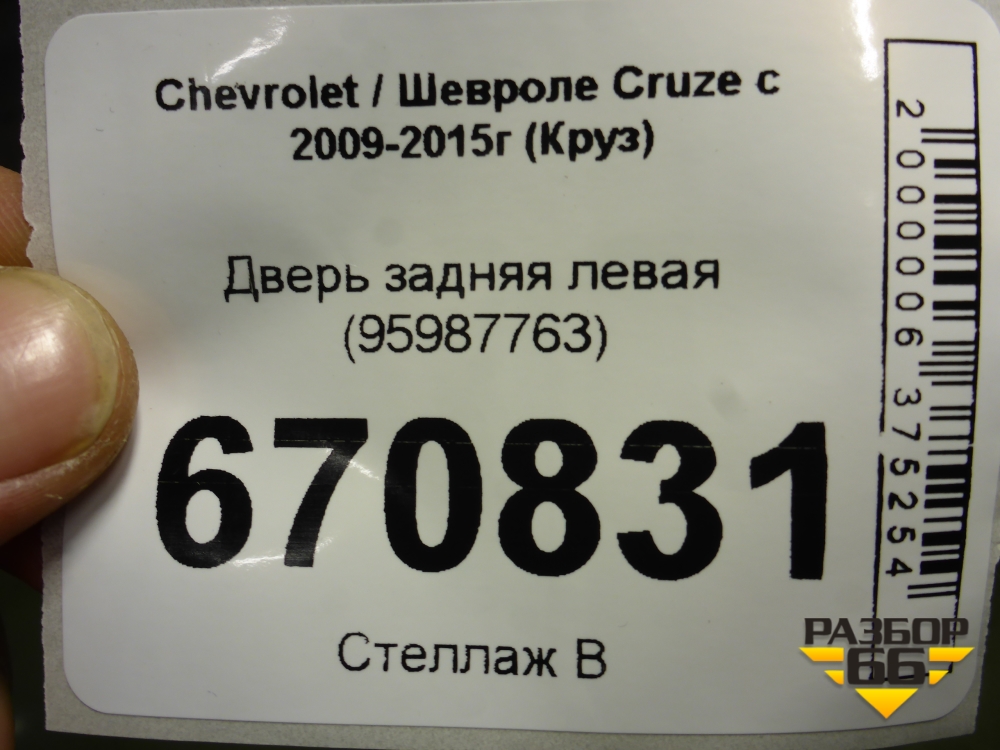 Chevrolet / Шевроле Cruze с
2009-2015г (Круз)
Дверь задняя левая
(95987763)
670831
Стеллаж В
2000006375254
РАЗБОР
66